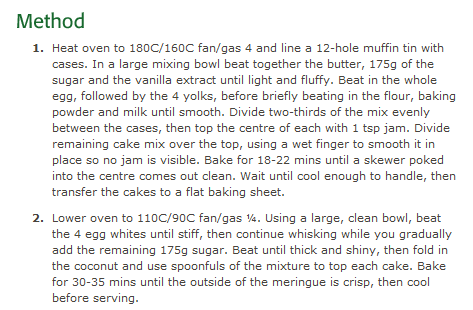 Method
1. Heat oven to 180C/160C fan/gas 4 and line a 12-hole muffin tin with
cases. In a large mixing bowl beat together the butter, 175g of the
sugar and the vanilla extract until light and fluffy. Beat in the whole
egg, followed by the 4 yolks, before briefly beating in the flour, baking
powder and milk until smooth. Divide two-thirds of the mix evenly
between the cases, then top the centre of each with 1 tsp jam. Divide
remaining cake mix over the top, using a wet finger to smooth it in
place so no jam is visible. Bake for 18-22 mins until a skewer poked
into the centre comes out clean. Wait until cool enough to handle, then
transfer the cakes to a flat baking sheet.
2. Lower oven to 110C/90C fan/gas ¼. Using a large, clean bowl, beat
the 4 egg whites until stiff, then continue whisking while you gradually
add the remaining 175g sugar. Beat until thick and shiny, then fold in
the coconut and use spoonfuls of the mixture to top each cake. Bake
for 30-35 mins until the outside of the meringue is crisp, then cool
before serving.